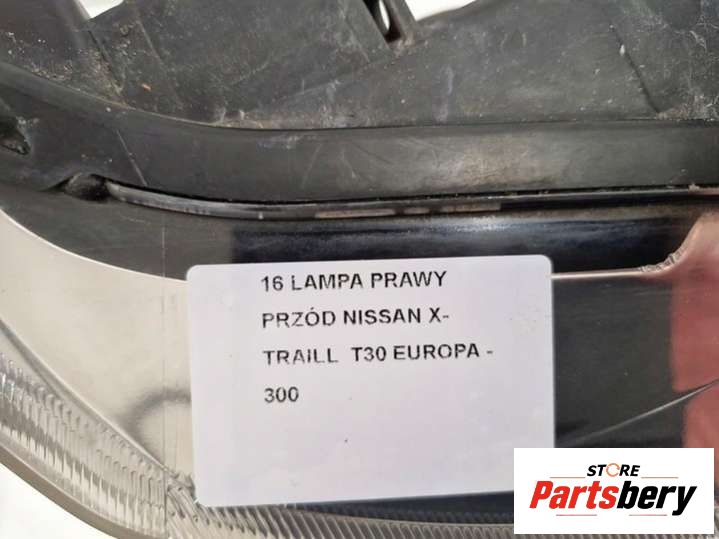 16 LAMPA PRAWY
PRZÓD NISSAN X-
TRAILL T30 EUROPA -
300
STORE
Partsbery